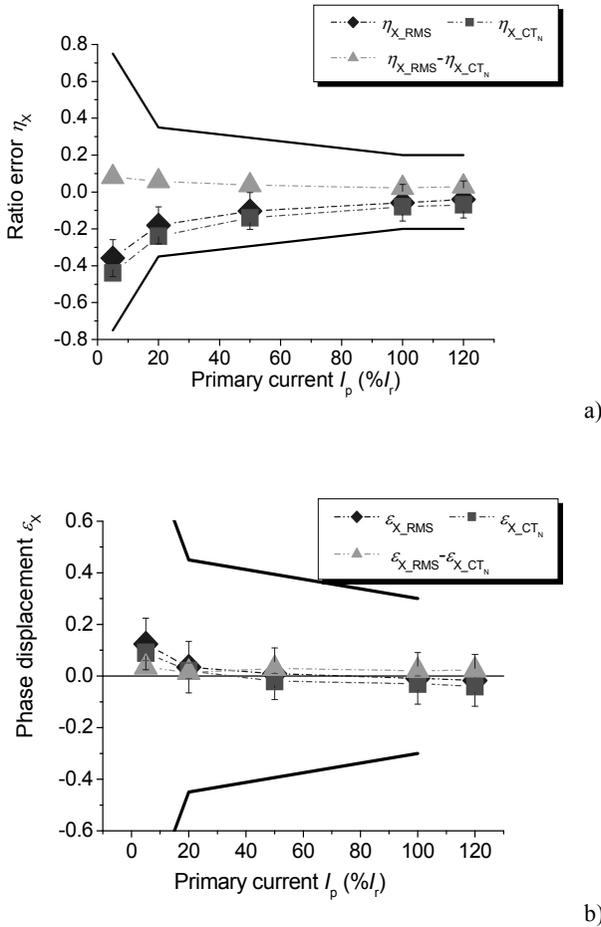 η_X_RMS η_X_CT_N
η_X_RMS-η_X_CT_N
0.8
0.6
0.4
0.2
0.0
-0.2
-0.4
-0.6
-0.8
Ratio error η_X
0 20 40 60 80 100 120
Primary current I_p (%I_r)
a)
ε_X_RMS ε_X_CT_N
ε_X_RMS-ε_X_CT_N
0.6
0.4
0.2
0.0
-0.2
-0.4
-0.6
Phase displacement ε_X
0 20 40 60 80 100 120
Primary current I_p (%I_r)
b)